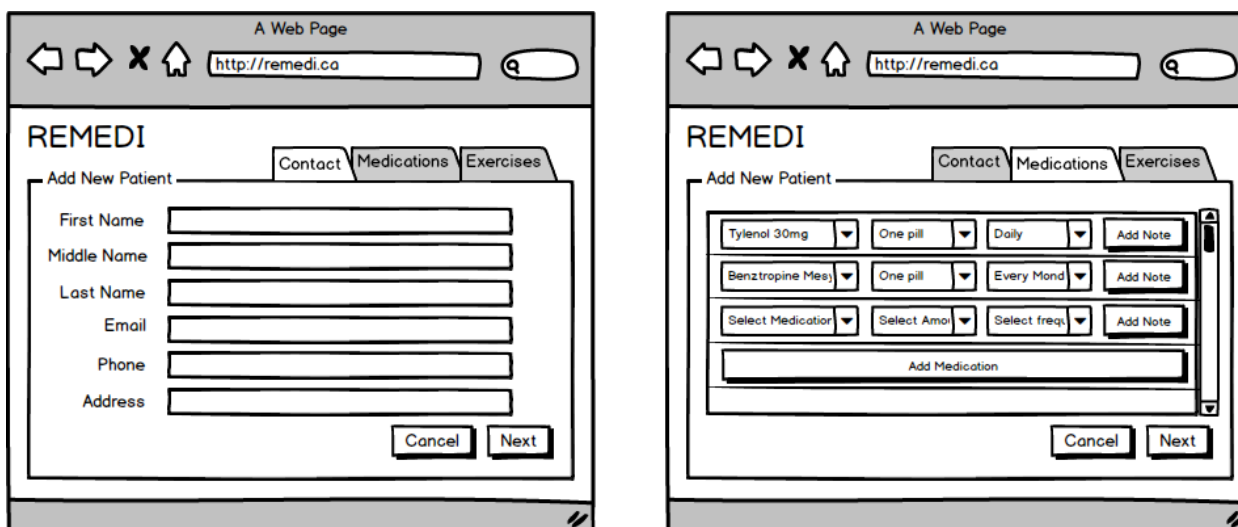 A Web Page
http://remedi.ca
REMEDI
Contact Medications Exercises
Add New Patient
First Name
Middle Name
Last Name
Email
Phone
Address
Cancel Next
A Web Page
http://remedi.ca
REMEDI
Contact Medications Exercises
Add New Patient
Tylenol 30mg One pill Daily Add Note
Benztropine Mesy One pill Every Mond Add Note
Select Medication Select Amou Select frequ Add Note
Add Medication
Cancel Next